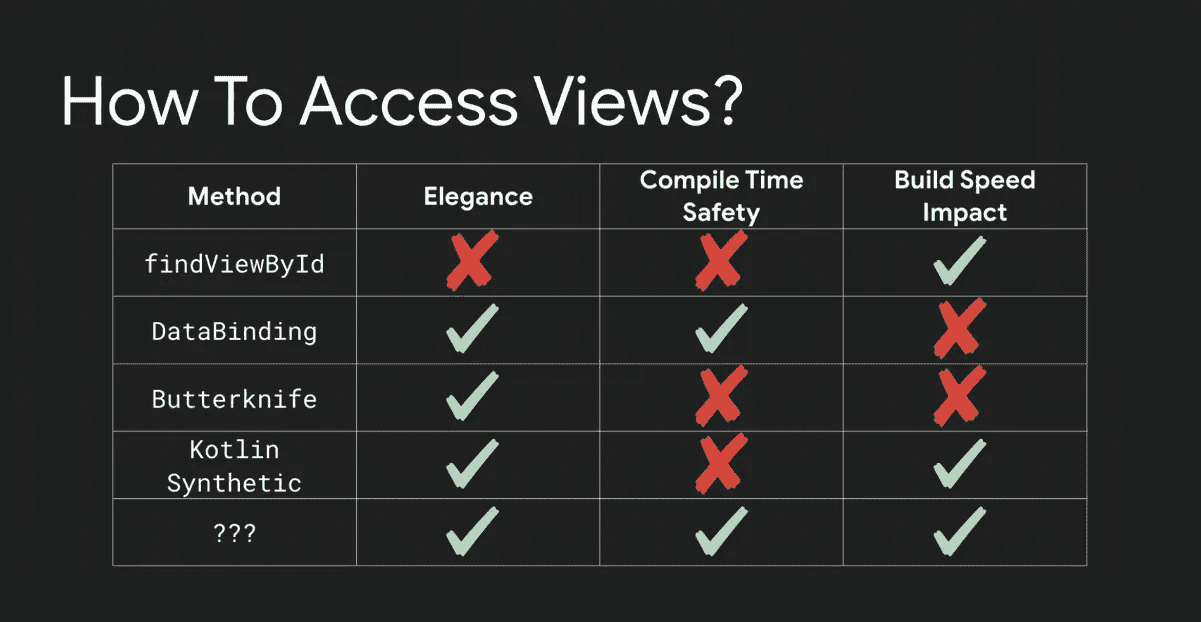 How To Access Views?
Method
Elegance
Compile Time
Safety
Build Speed
Impact
findViewById
DataBinding
Butterknife
Kotlin
Synthetic
???